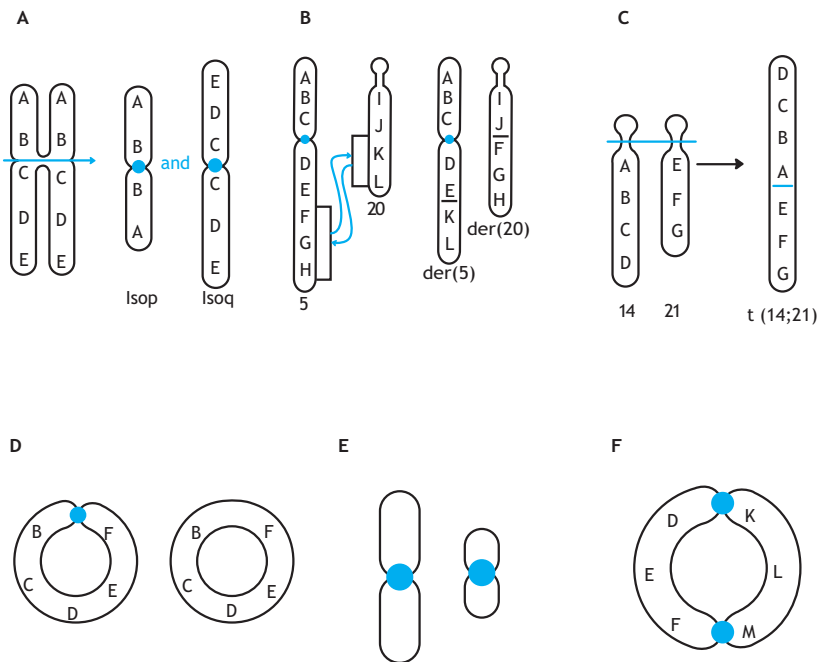 A
A A
B B
C C
D D
E E
A
B
B
A
Isop
and
E
D
C
C
D
E
Isoq
B
A
B
C
D
E
F
G
H
5
I
J
K
L
20
A
B
C
D
E
K
L
der(5)
I
J
F
G
H
der(20)
C
A
B
C
D
14
E
F
G
21
D
C
B
A
E
F
G
t (14;21)
D
B F
C E
D
B F
C E
D
E
F
D K
E L
F M